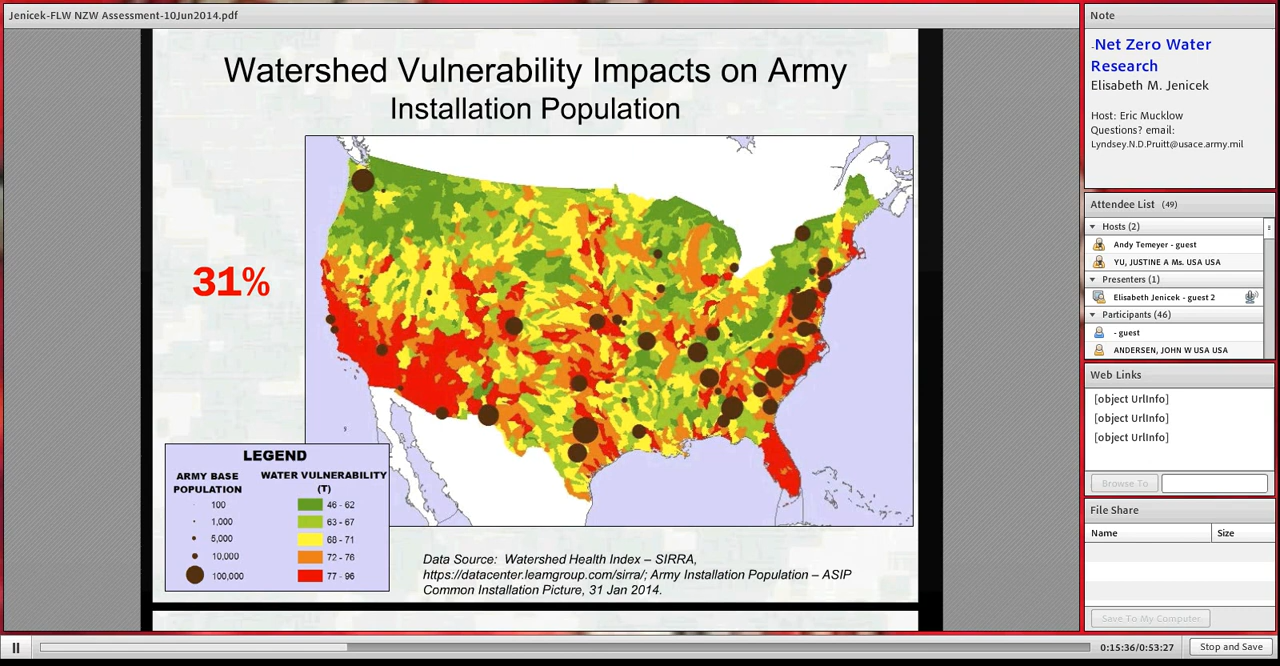 Jenicek-FLW NZW Assessment-10Jun2014.pdf
Watershed Vulnerability Impacts on Army
Installation Population
31%
LEGEND
ARMY BASE
POPULATION
100
1,000
5,000
10,000
100,000
WATER VULNERABILITY
(T)
46 - 62
63 - 67
68 - 71
72 - 76
77 - 96
Data Source: Watershed Health Index – SIRRA,
https://datacenter.leamgroup.com/sirra/; Army Installation Population – ASIP
Common Installation Picture, 31 Jan 2014.
Note
-Net Zero Water
Research
Elisabeth M. Jenicek
Host: Eric Mucklow
Questions? email:
Lyndsey.N.D.Pruitt@usace.army.mil
Attendee List (49)
Hosts (2)
Andy Temeyer - guest
YU, JUSTINE A Ms. USA USA
Presenters (1)
Elisabeth Jenicek - guest 2
Participants (46)
- guest
ANDERSEN, JOHN W USA USA
Web Links
[object UrlInfo]
[object UrlInfo]
[object UrlInfo]
Browse To
File Share
Name Size
Save To My Computer
0:15:36/0:53:27 Stop and Save